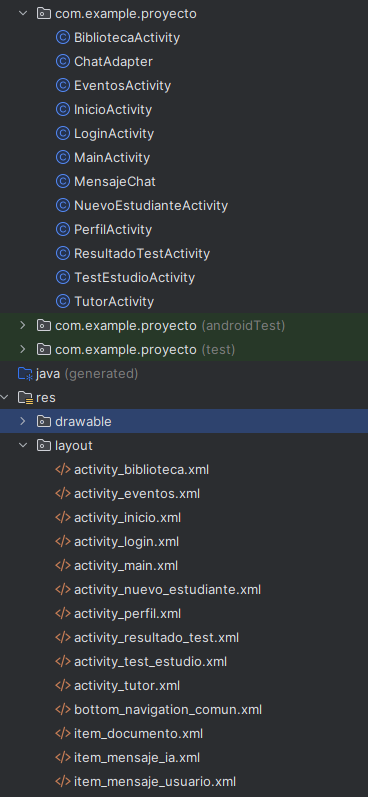 com.example.proyecto
BibliotecaActivity
ChatAdapter
EventosActivity
InicioActivity
LoginActivity
MainActivity
MensajeChat
NuevoEstudianteActivity
PerfilActivity
ResultadoTestActivity
TestEstudioActivity
TutorActivity
com.example.proyecto (androidTest)
com.example.proyecto (test)
java (generated)
res
drawable
layout
activity_biblioteca.xml
activity_eventos.xml
activity_inicio.xml
activity_login.xml
activity_main.xml
activity_nuevo_estudiante.xml
activity_perfil.xml
activity_resultado_test.xml
activity_test_estudio.xml
activity_tutor.xml
bottom_navigation_comun.xml
item_documento.xml
item_mensaje_ia.xml
item_mensaje_usuario.xml